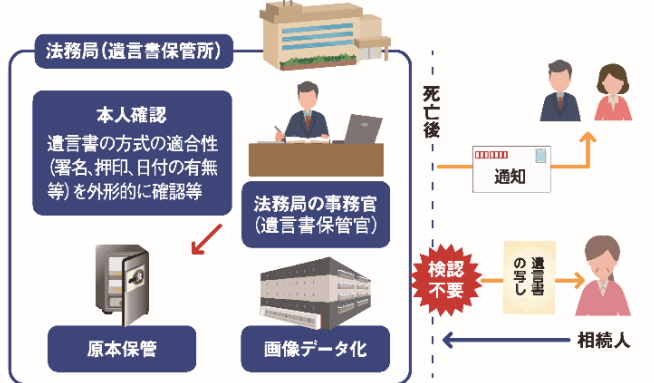 法務局(遺言書保管所)
本人確認
遺言書の方式の適合性
(署名、押印、日付の有無
等)を外形的に確認等
法務局の事務官
(遺言書保管官)
原本保管
画像データ化
死亡後
通知
検認
不要
遺言書
の写し
相続人